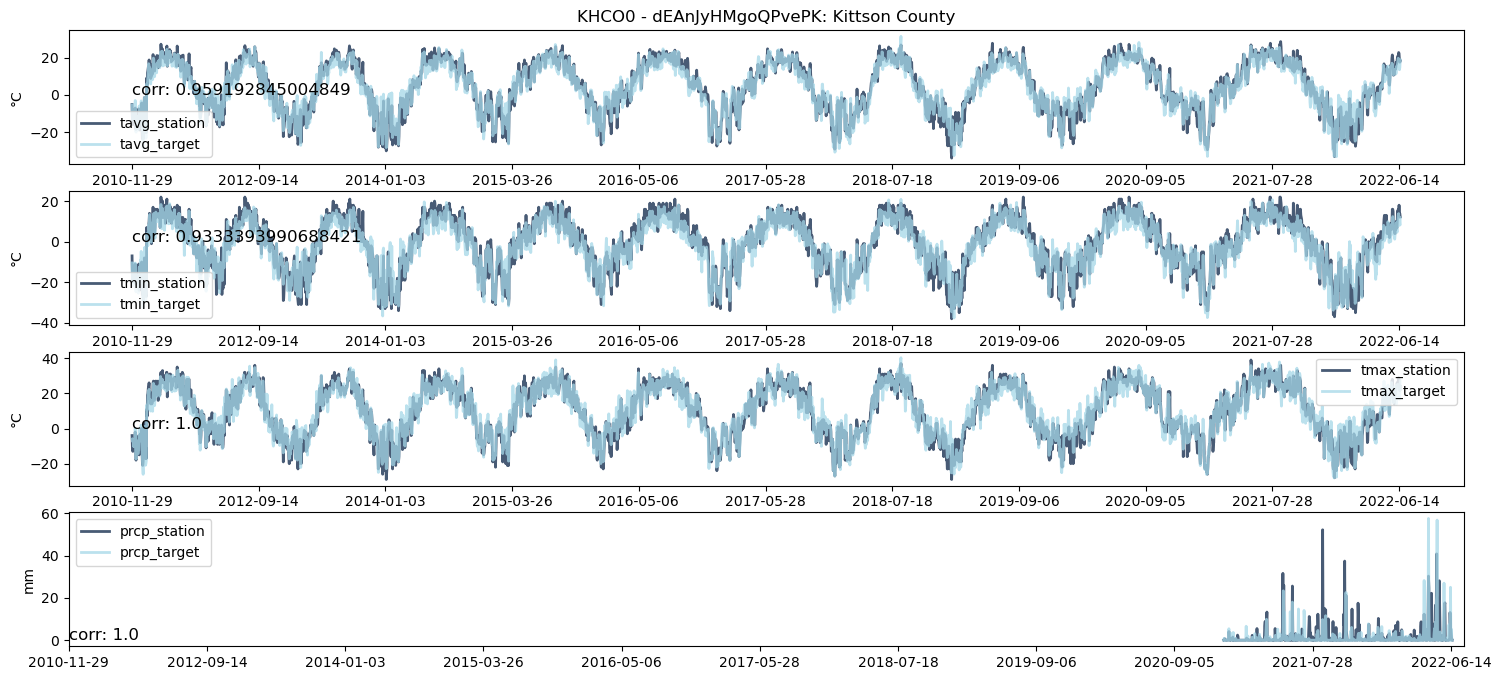 KHCO0 - dEAnJyHMgoQPvePK: Kittson County
20
0
−20
°C
corr: 0.959192845004849
tavg_station
tavg_target
2010-11-29 2012-09-14 2014-01-03 2015-03-26 2016-05-06 2017-05-28 2018-07-18 2019-09-06 2020-09-05 2021-07-28 2022-06-14
20
0
−20
−40
°C
corr: 0.9333393990688421
tmin_station
tmin_target
2010-11-29 2012-09-14 2014-01-03 2015-03-26 2016-05-06 2017-05-28 2018-07-18 2019-09-06 2020-09-05 2021-07-28 2022-06-14
40
20
0
−20
°C
corr: 1.0
tmax_station
tmax_target
2010-11-29 2012-09-14 2014-01-03 2015-03-26 2016-05-06 2017-05-28 2018-07-18 2019-09-06 2020-09-05 2021-07-28 2022-06-14
60
40
20
0
mm
prcp_station
prcp_target
corr: 1.0
2010-11-29 2012-09-14 2014-01-03 2015-03-26 2016-05-06 2017-05-28 2018-07-18 2019-09-06 2020-09-05 2021-07-28 2022-06-14